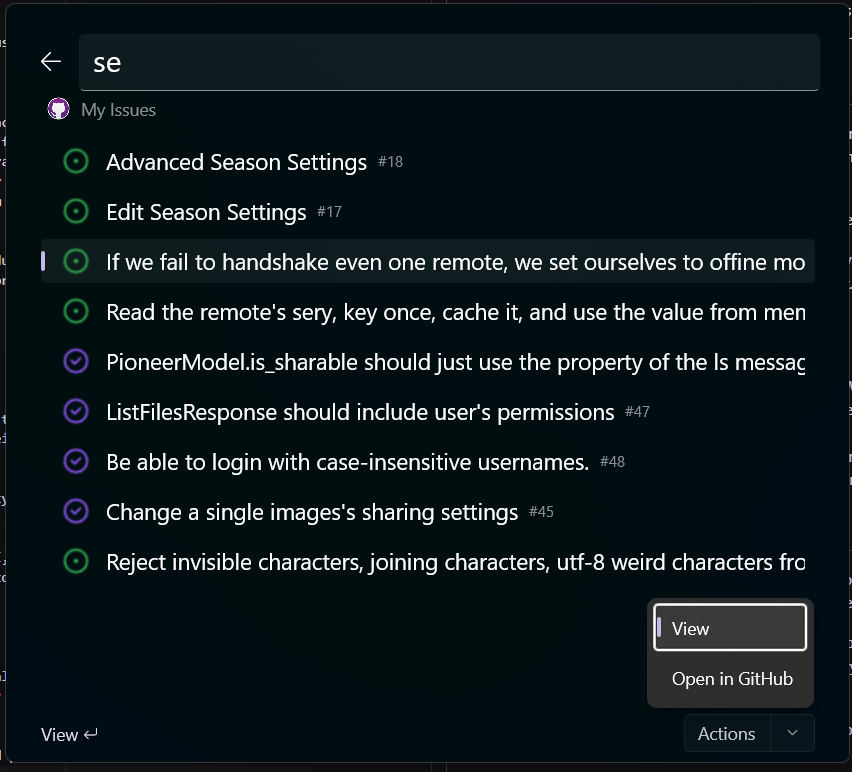 se
My Issues
Advanced Season Settings #18
Edit Season Settings #17
If we fail to handshake even one remote, we set ourselves to offine mo
Read the remote's sery, key once, cache it, and use the value from mem
PioneerModel.is_sharable should just use the property of the ls messag
ListFilesResponse should include user's permissions #47
Be able to login with case-insensitive usernames. #48
Change a single images's sharing settings #45
Reject invisible characters, joining characters, utf-8 weird characters fro
View
Open in GitHub
View
Actions